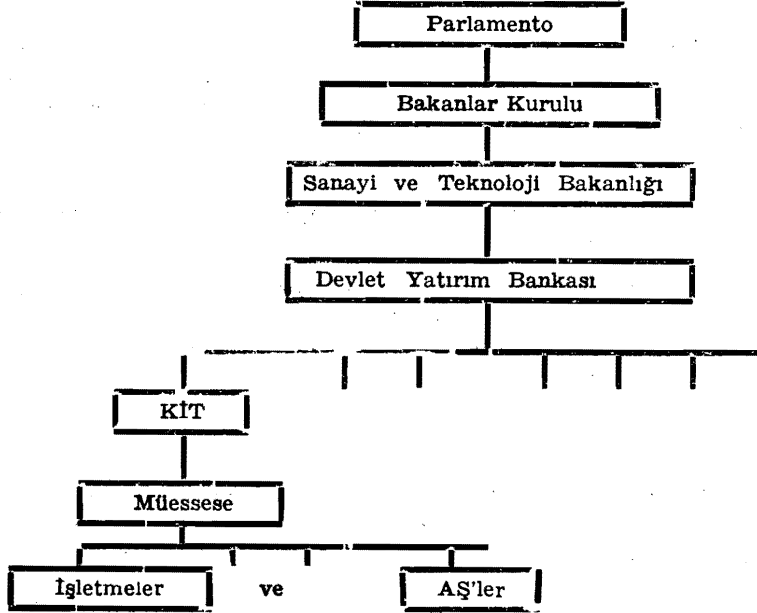 Parlamento
Bakanlar Kurulu
Sanayi ve Teknoloji Bakanlığı
Devlet Yatırım Bankası
KİT
Müessese
İşletmeler ve AŞ'ler